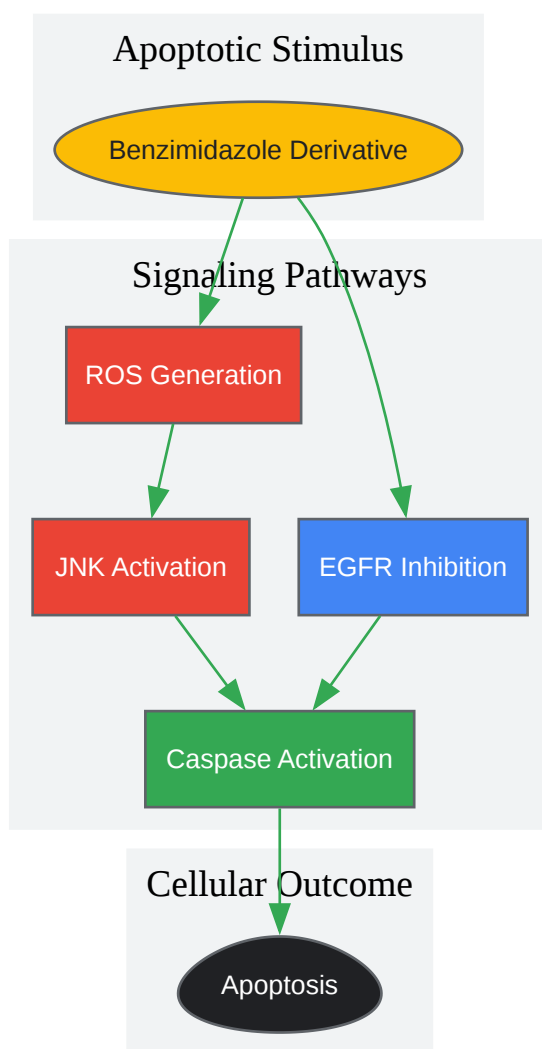 Apoptotic Stimulus
Benzimidazole Derivative
Signaling Pathways
ROS Generation
JNK Activation
EGFR Inhibition
Caspase Activation
Cellular Outcome
Apoptosis